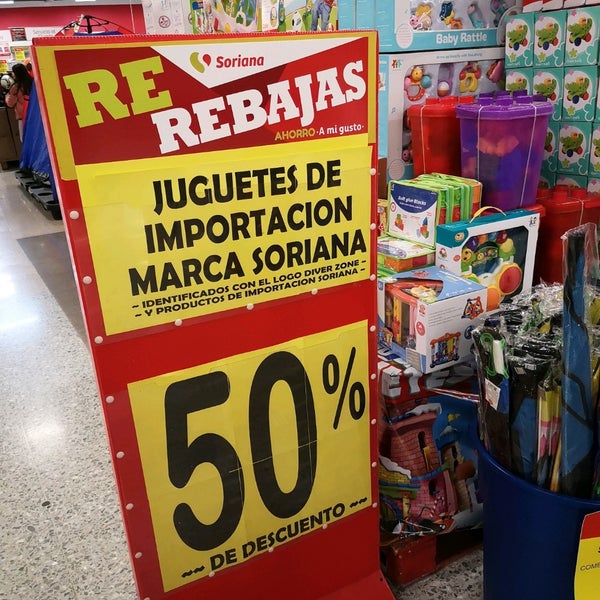 Soriana
RE
REBAJAS
AHORRO·A mi gusto·
JUGUETES DE
IMPORTACION
MARCA SORIANA
~ IDENTIFICADOS CON EL LOGO DIVER ZONE ~
~ Y PRODUCTOS DE IMPORTACION SORIANA ~
50%
~~ DE DESCUENTO ~~
Baby Rattle